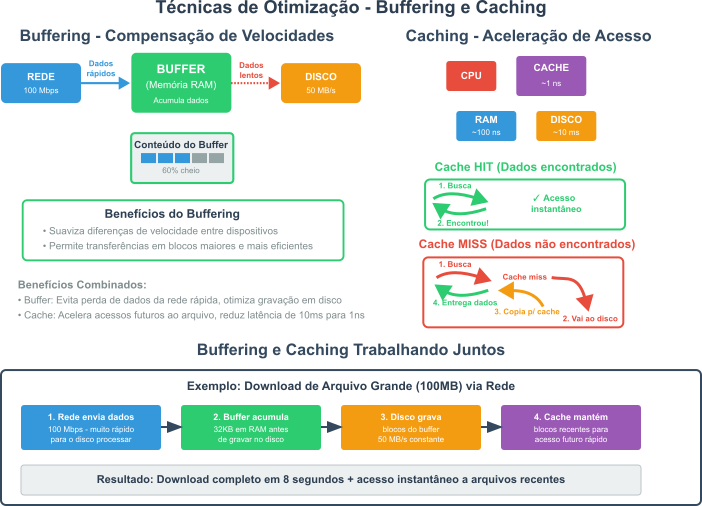 Técnicas de Otimização - Buffering e Caching
Buffering - Compensação de Velocidades
REDE
100 Mbps
Dados
rápidos
BUFFER
(Memória RAM)
Acumula dados
Dados
lentos
DISCO
50 MB/s
Conteúdo do Buffer
60% cheio
Benefícios do Buffering
• Suaviza diferenças de velocidade entre dispositivos
• Permite transferências em blocos maiores e mais eficientes
Benefícios Combinados:
• Buffer: Evita perda de dados da rede rápida, otimiza gravação em disco
• Cache: Acelera acessos futuros ao arquivo, reduz latência de 10ms para 1ns
Caching - Aceleração de Acesso
CPU
CACHE
~1 ns
RAM
~100 ns
DISCO
~10 ms
Cache HIT (Dados encontrados)
1. Busca
2. Encontrou!
✓ Acesso
instantâneo
Cache MISS (Dados não encontrados)
1. Busca
Cache miss
4. Entrega dados
3. Copia p/ cache
2. Vai ao disco
Buffering e Caching Trabalhando Juntos
Exemplo: Download de Arquivo Grande (100MB) via Rede
1. Rede envia dados
100 Mbps - muito rápido
para o disco processar
2. Buffer acumula
32KB em RAM antes
de gravar no disco
3. Disco grava
blocos do buffer
50 MB/s constante
4. Cache mantém
blocos recentes para
acesso futuro rápido
Resultado: Download completo em 8 segundos + acesso instantâneo a arquivos recentes